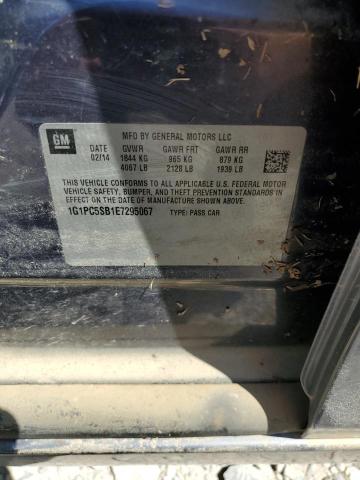 GM
MFD BY GENERAL MOTORS LLC
DATE GVWR GAWR FRT GAWR RR
02/14 1844 KG 965 KG 879 KG
4067 LB 2128 LB 1939 LB
THIS VEHICLE CONFORMS TO ALL APPLICABLE U.S. FEDERAL MOTOR
VEHICLE SAFETY, BUMPER, AND THEFT PREVENTION STANDARDS IN
EFFECT ON THE DATE OF MANUFACTURE SHOWN ABOVE.
1G1PC5SB1E7295067 TYPE: PASS CAR